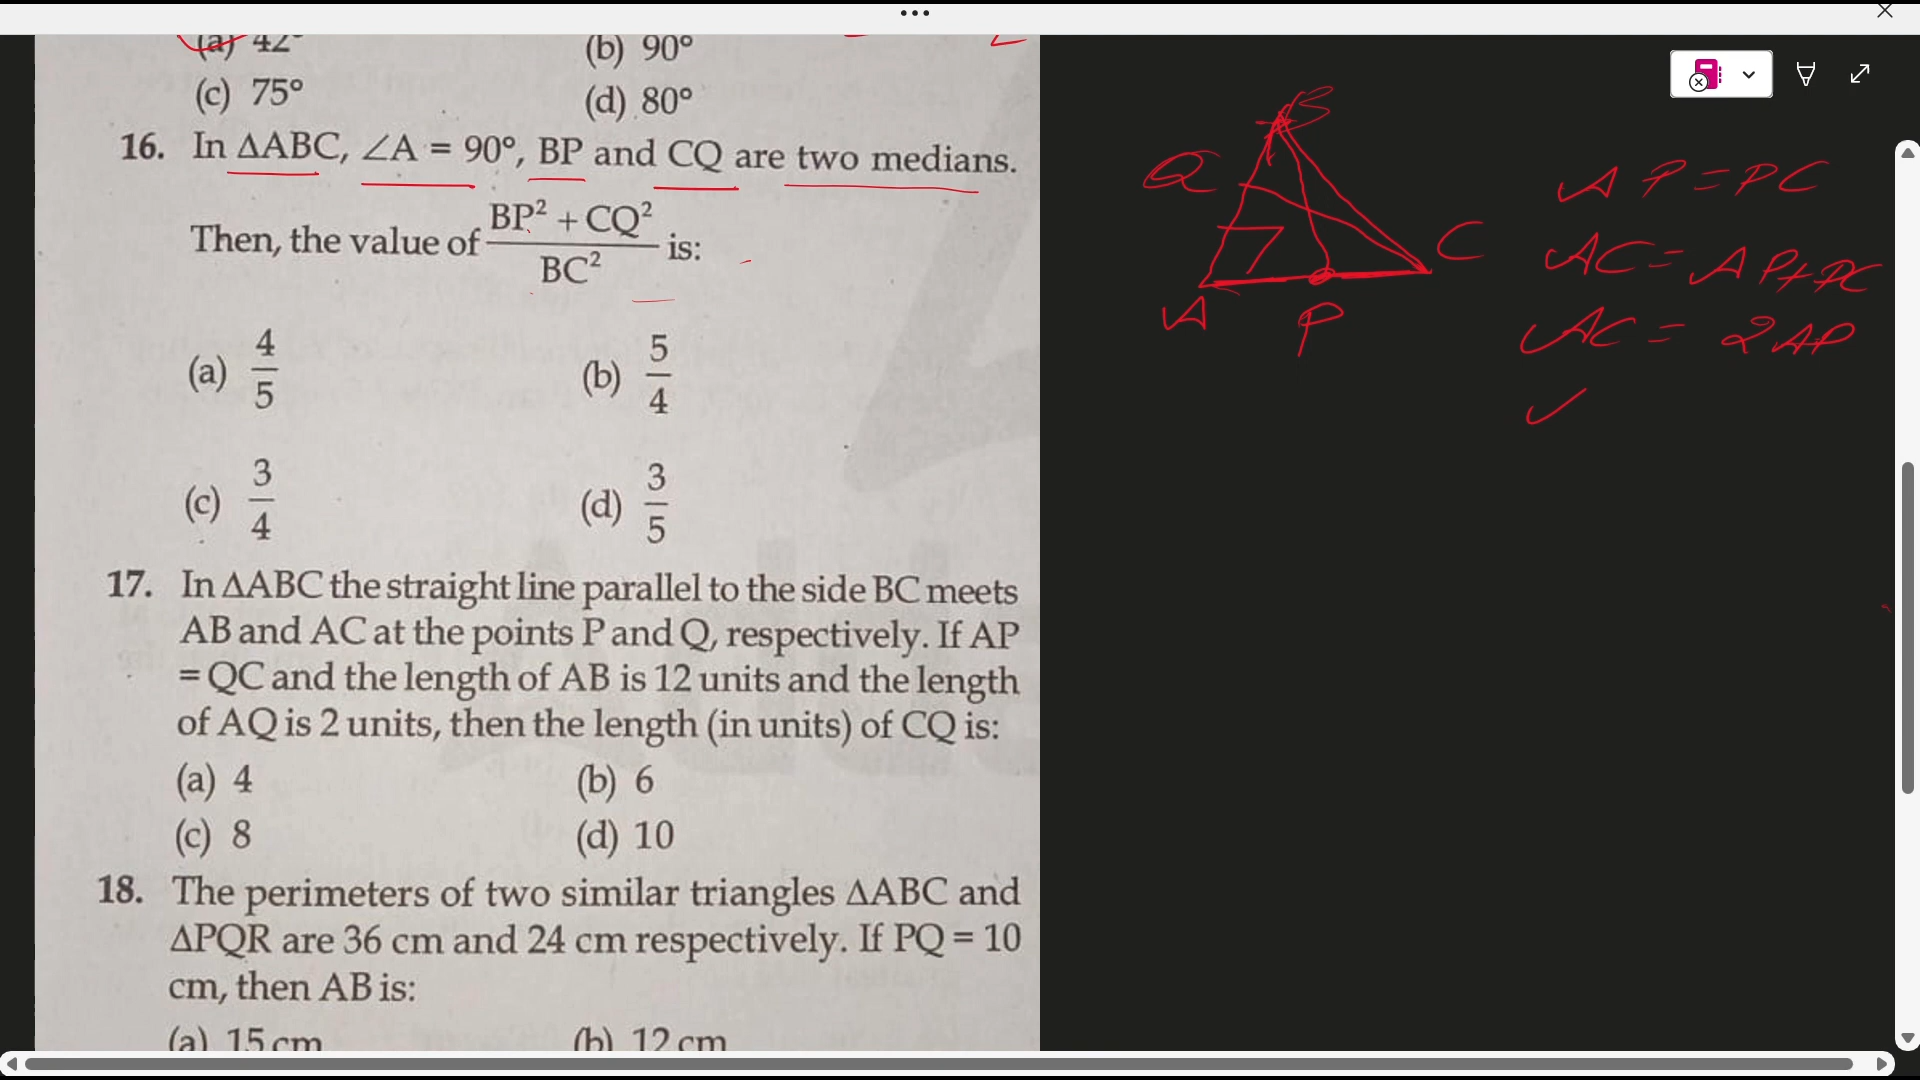 (a) 42°
(b) 90°
(c) 75°
(d) 80°
16. In ΔABC, ∠A = 90°, BP and CQ are two medians.
Then, the value of (BP² + CQ²)/BC² is:
(a) 4/5
(b) 5/4
(c) 3/4
(d) 3/5
17. In ΔABC the straight line parallel to the side BC meets
AB and AC at the points P and Q, respectively. If AP
= QC and the length of AB is 12 units and the length
of AQ is 2 units, then the length (in units) of CQ is:
(a) 4
(b) 6
(c) 8
(d) 10
18. The perimeters of two similar triangles ΔABC and
ΔPQR are 36 cm and 24 cm respectively. If PQ = 10
cm, then AB is:
(a) 15 cm
(b) 12 cm
B
Q
C
A
P
AP = PC
AC = AP+PC
AC = 2AP